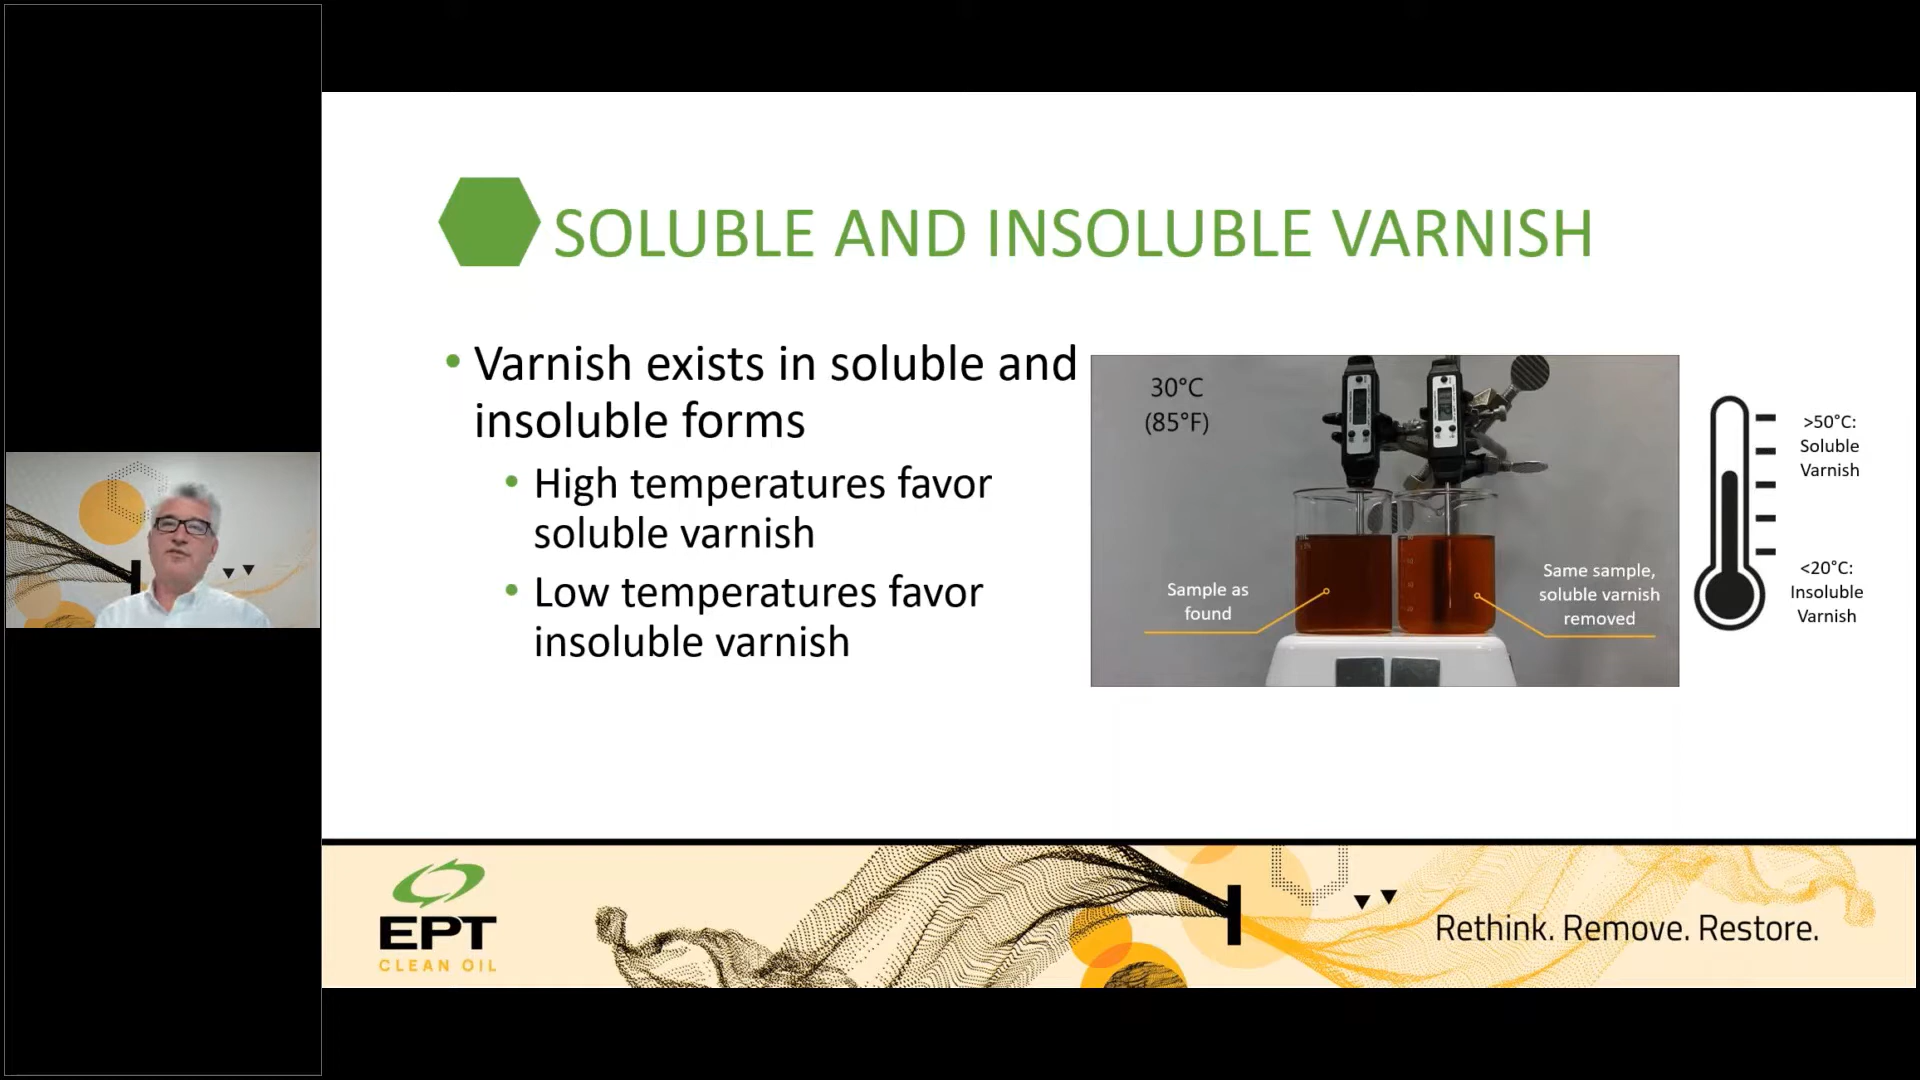 SOLUBLE AND INSOLUBLE VARNISH
• Varnish exists in soluble and
insoluble forms
• High temperatures favor
soluble varnish
• Low temperatures favor
insoluble varnish
30°C
(85°F)
Sample as
found
Same sample,
soluble varnish
removed
>50°C:
Soluble
Varnish
<20°C:
Insoluble
Varnish
EPT
CLEAN OIL
Rethink. Remove. Restore.